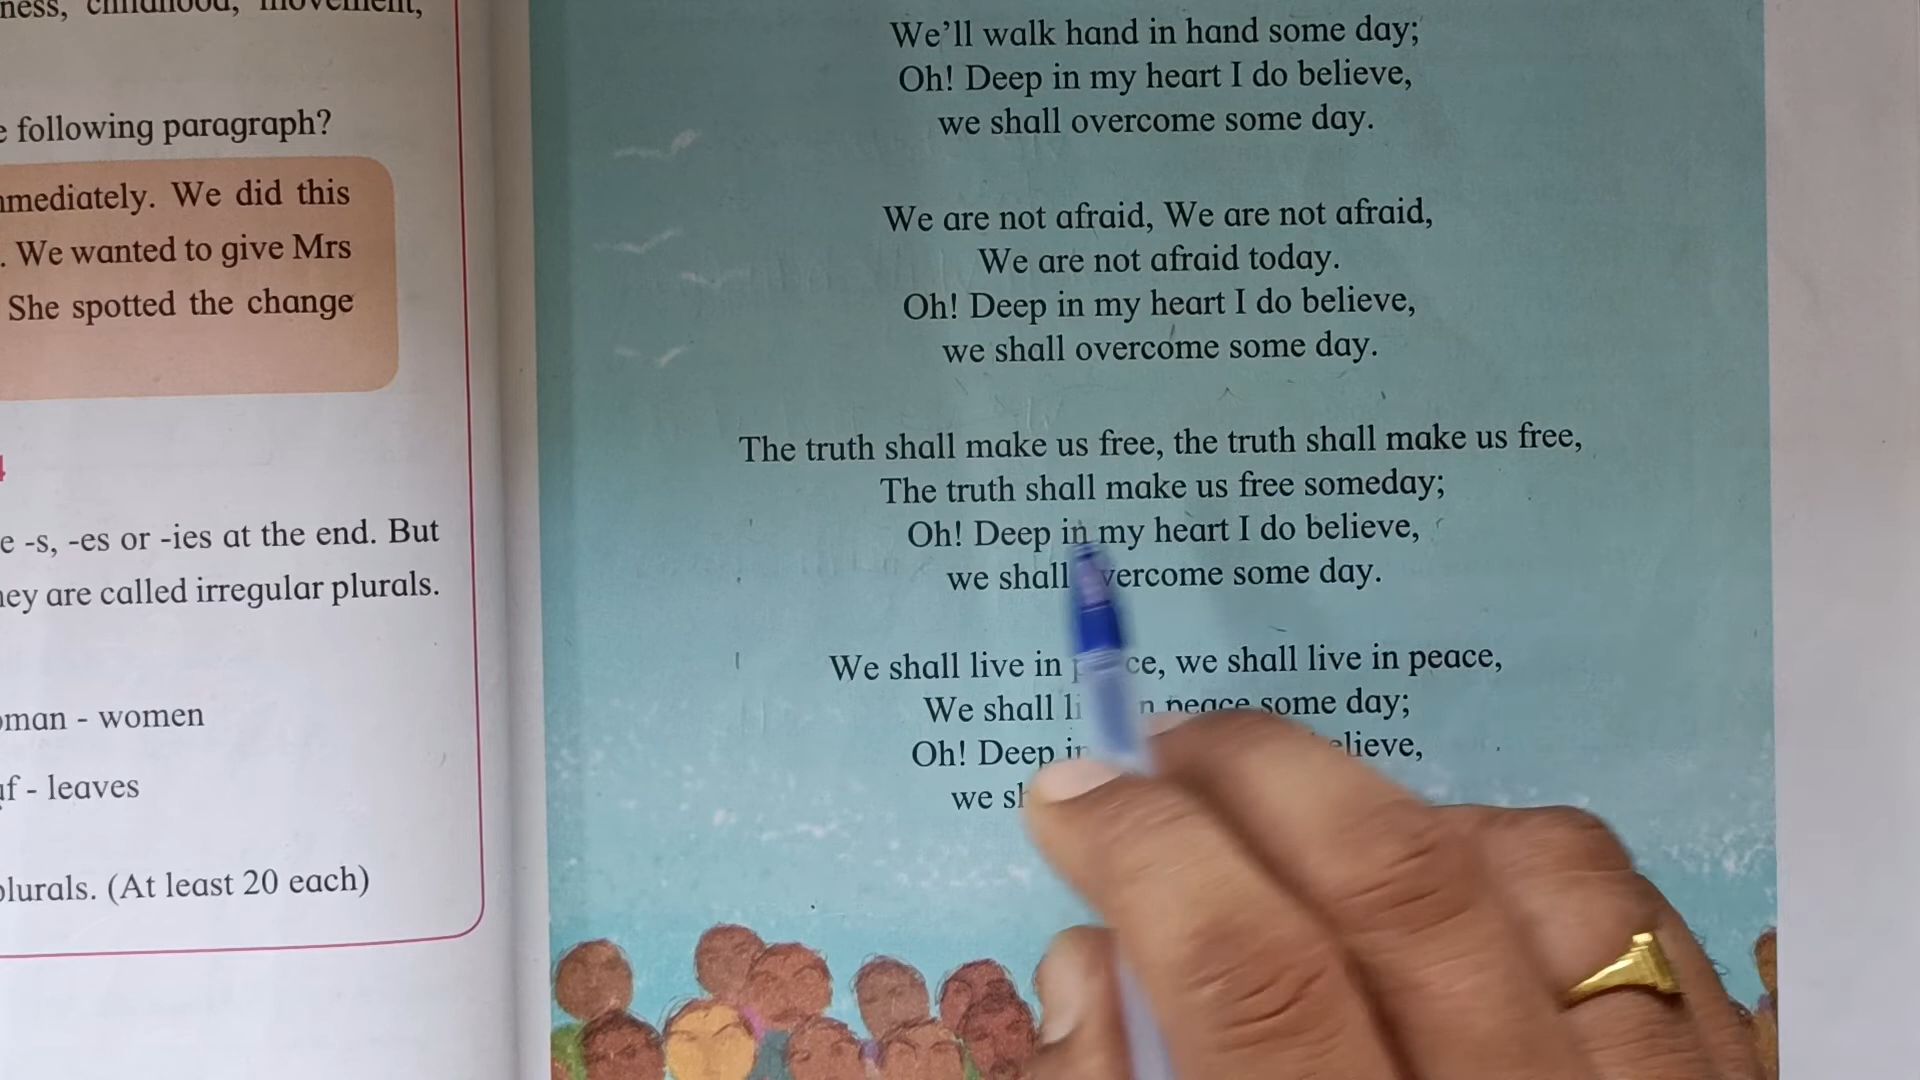 ness, childhood, movement,
following paragraph?
mmediately. We did this
. We wanted to give Mrs
She spotted the change
e -s, -es or -ies at the end. But
hey are called irregular plurals.
oman - women
af - leaves
plurals. (At least 20 each)
We'll walk hand in hand some day;
Oh! Deep in my heart I do believe,
we shall overcome some day.
We are not afraid, We are not afraid,
We are not afraid today.
Oh! Deep in my heart I do believe,
we shall overcome some day.
The truth shall make us free, the truth shall make us free,
The truth shall make us free someday;
Oh! Deep in my heart I do believe,
we shall vercome some day.
We shall live in p ce, we shall live in peace,
We shall li n peace some day;
Oh! Deep in elieve,
we sh